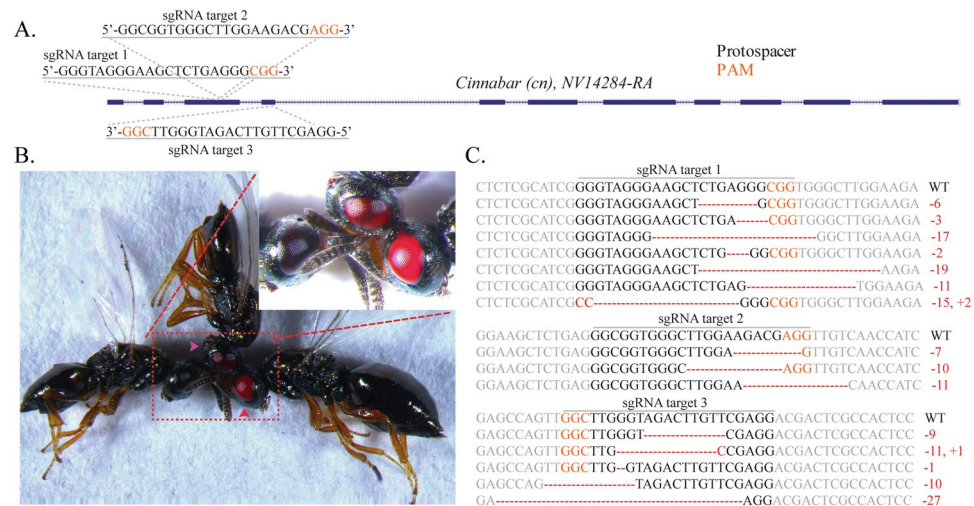 A.
sgRNA target 2
5’-GGCGGTGGGCTTGGAAGACGAGG-3’
sgRNA target 1
5’-GGGTAGGGAAGCTCTGAGGGCGG-3’
Protospacer
PAM
Cinnabar (cn), NV14284-RA
3’-GGCTTGGGTAGACTTGTTCGAGG-5’
sgRNA target 3
B.
C.
sgRNA target 1
CTCTCGCATCGGGGTAGGGAAGCTCTGAGGGCGGTGGGCTTGGAAGA WT
CTCTCGCATCGGGGTAGGGAAGCT----------GCGGTGGGCTTGGAAGA -6
CTCTCGCATCGGGGTAGGGAAGCTCTGA------CGGTGGGCTTGGAAGA -3
CTCTCGCATCGGGGTAGGG----------------------------GGCTTGGAAGA -17
CTCTCGCATCGGGGTAGGGAAGCTCTG----GGCGGTGGGCTTGGAAGA -2
CTCTCGCATCGGGGTAGGGAAGCT-------------------------------AAGA -19
CTCTCGCATCGGGGTAGGGAAGCTCTGAG-------------------TGGAAGA -11
CTCTCGCATCGCC-------------------------GGGCGGTGGGCTTGGAAGA -15, +2
sgRNA target 2
GGAAGCTCTGAGGGCGGTGGGCTTGGAAGACGAGGTTGTCAACCATC WT
GGAAGCTCTGAGGGCGGTGGGCTTGGA------------GTTGTCAACCATC -7
GGAAGCTCTGAGGGCGGTGGGC-----------------AGGTTGTCAACCATC -10
GGAAGCTCTGAGGGCGGTGGGCTTGGAA------------------CAACCATC -11
sgRNA target 3
GAGCCAGTTGGCTTGGGTAGACTTGTTCGAGGACGACTCGCCACTCC WT
GAGCCAGTTGGCTTGGGT--------------CGAGGACGACTCGCCACTCC -9
GAGCCAGTTGGCTTG------------------CCGAGGACGACTCGCCACTCC -11, +1
GAGCCAGTTGGCTTG--GTAGACTTGTTCGAGGACGACTCGCCACTCC -1
GAGCCAG----------------TAGACTTGTTCGAGGACGACTCGCCACTCC -10
GA------------------------------------------AGGACGACTCGCCACTCC -27